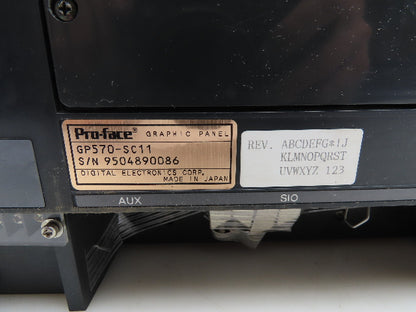 Pro-face® GRAPHIC PANEL
GP570-SC11
S/N 9504890086
DIGITAL ELECTRONICS CORP.
MADE IN JAPAN
REV. ABCDEFG*IJ
KLMNOPQRST
UVWXYZ 123
AUX SIO